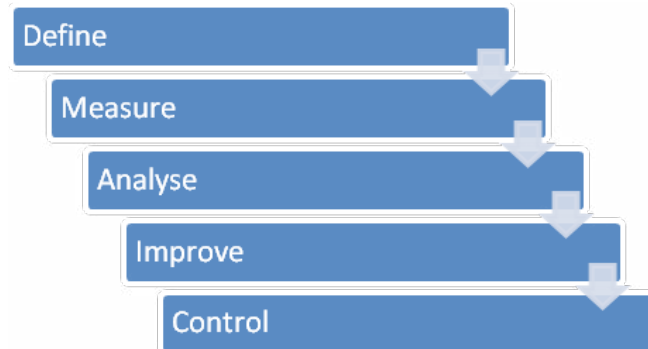 Define
Measure
Analyse
Improve
Control